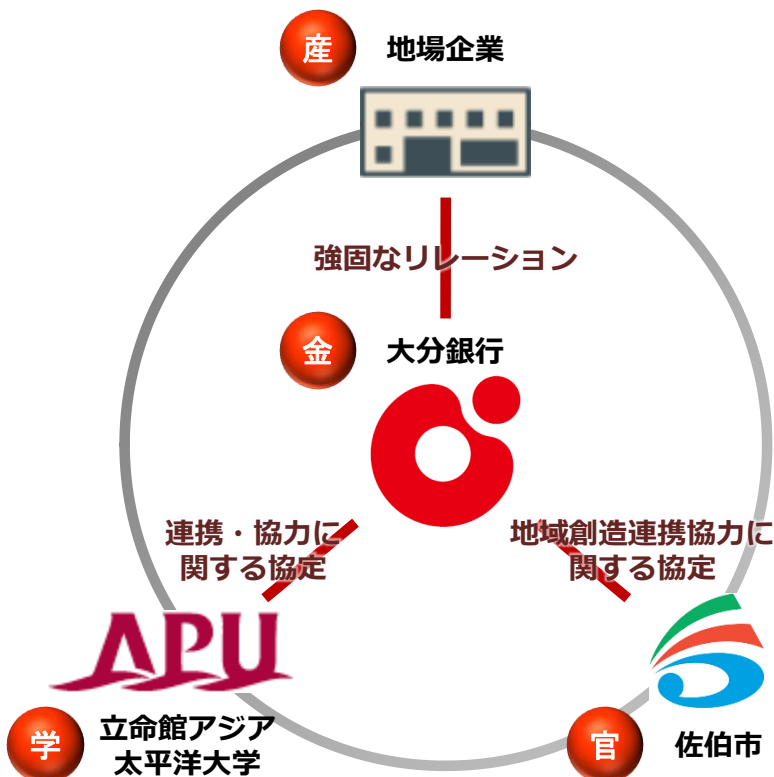 産 地場企業
強固なリレーション
金 大分銀行
連携・協力に
関する協定
地域創造連携協力に
関する協定
APU
学 立命館アジア
太平洋大学
官 佐伯市